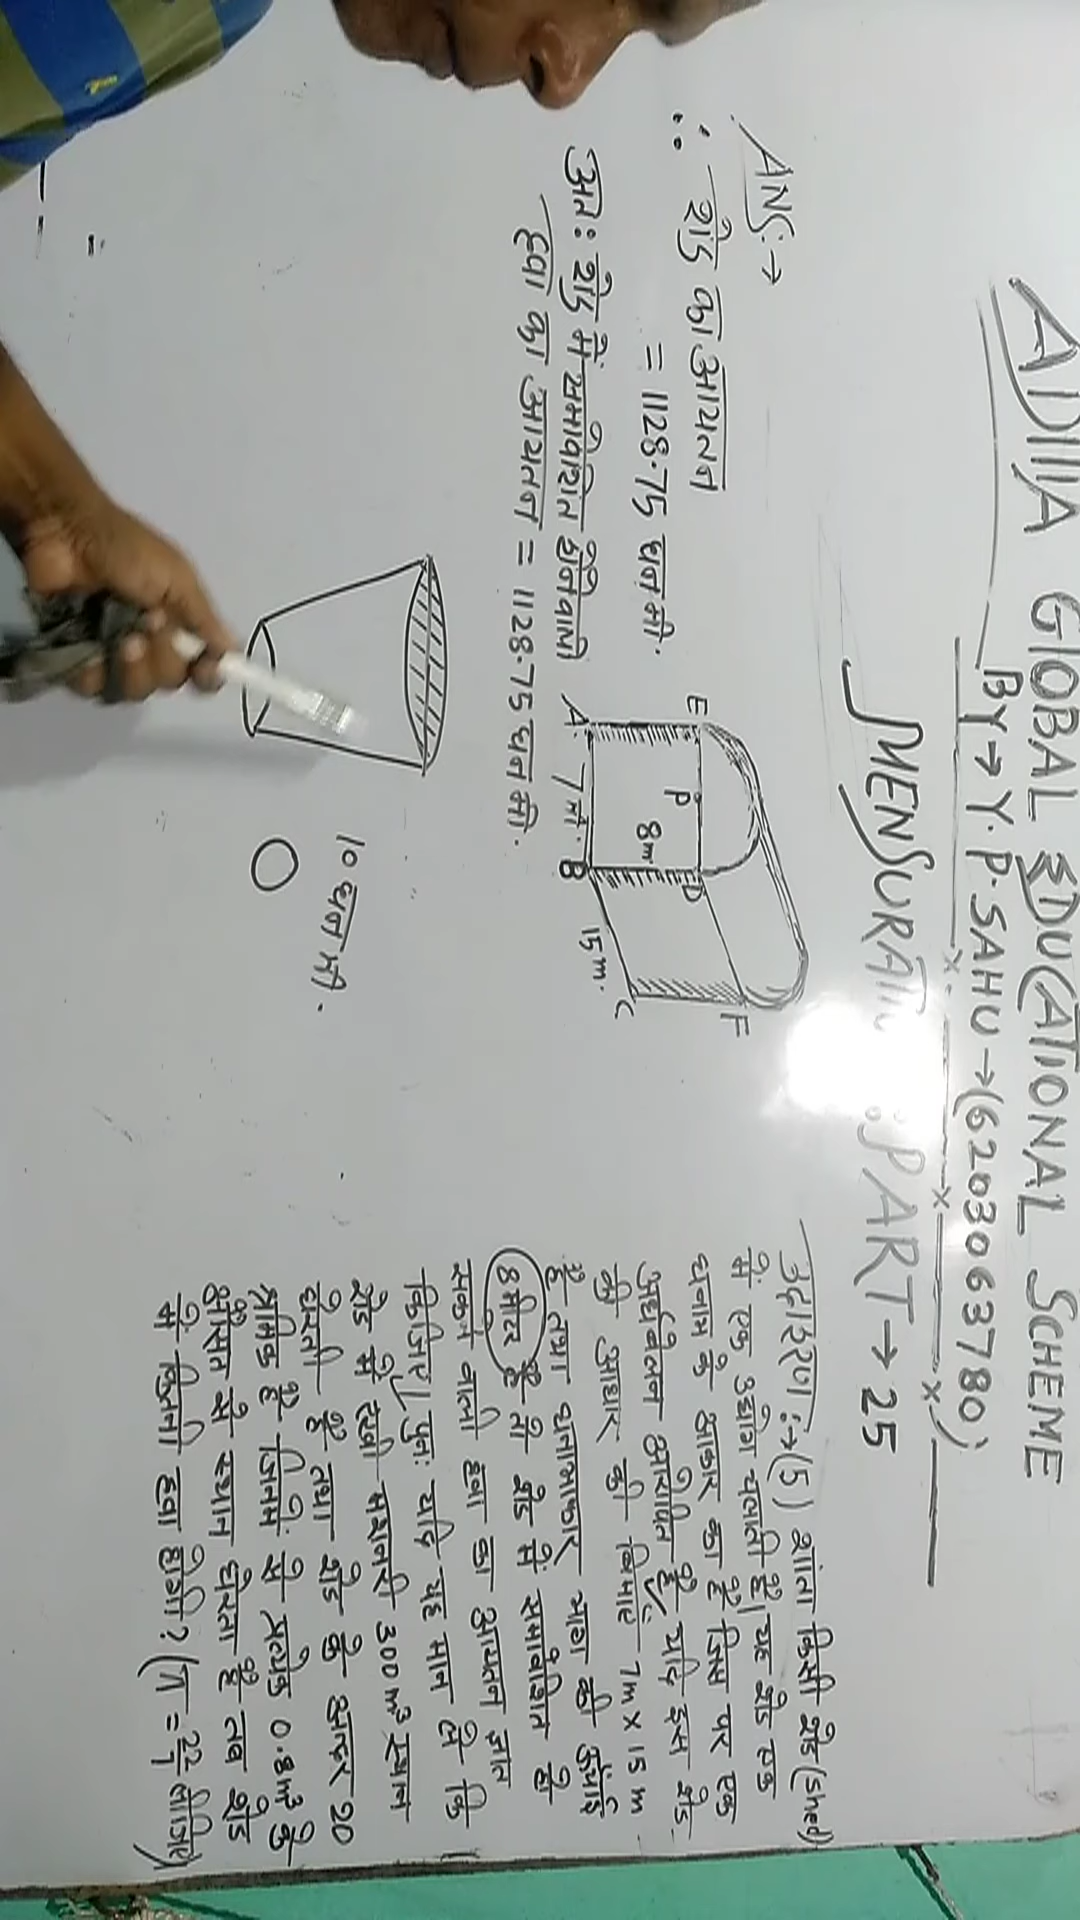 ADITYA GLOBAL EDUCATIONAL SCHEME
BY→ Y.P. SAHU →(6203063780)
MENSURATI : PART → 25
ANS:→
∴ शेड का आयतन
= 1128.75 घन मी.
अतः शेड में समावेशित होनेवाली
हवा का आयतन = 1128.75 घन मी.
E
P
D
F
8m
A
7 मी.
B
15 m.
C
10 घन मी.
=
उदाहरण :→(5) शांता किसी शेड (shed)
में एक उद्योग चलाती है। यह शेड एक
घनाभ के आकार का है जिस पर एक
अर्द्धबेलन आरोपित है, यदि इस शेड
के आधार की विमाएं 7m × 15 m
है तथा घनाभाकार भाग की ऊँचाई
8 मीटर है तो शेड में समावेशित हो
सकने वाली हवा का आयतन ज्ञात
किजिए। पुनः यदि यह मान ले कि
शेड में रखी मशीनरी 300 m³ स्थान
घेरती है तथा शेड के अन्दर 20
श्रमिक है जिनमें से प्रत्येक 0.8m³ के
औसत से स्थान घेरता है तब शेड
में कितनी हवा होगी? (π = 22/7 लीजिए)